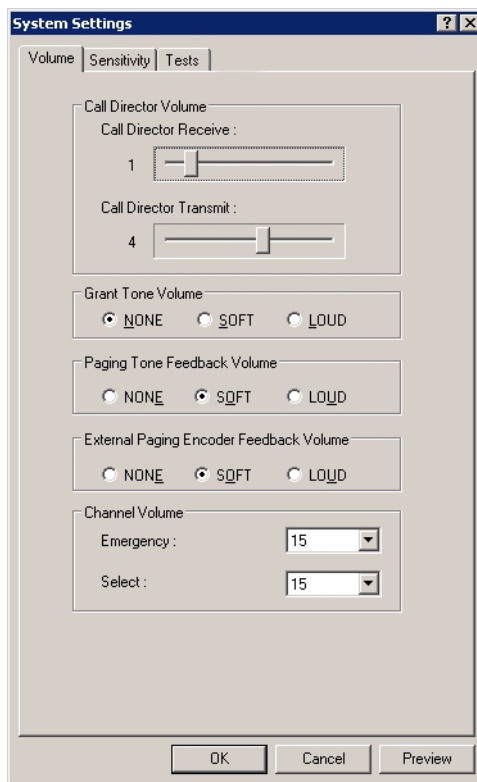 System Settings
Volume Sensitivity Tests
Call Director Volume
Call Director Receive :
1
Call Director Transmit :
4
Grant Tone Volume
NONE SOFT LOUD
Paging Tone Feedback Volume
NONE SOFT LOUD
External Paging Encoder Feedback Volume
NONE SOFT LOUD
Channel Volume
Emergency : 15
Select : 15
OK Cancel Preview